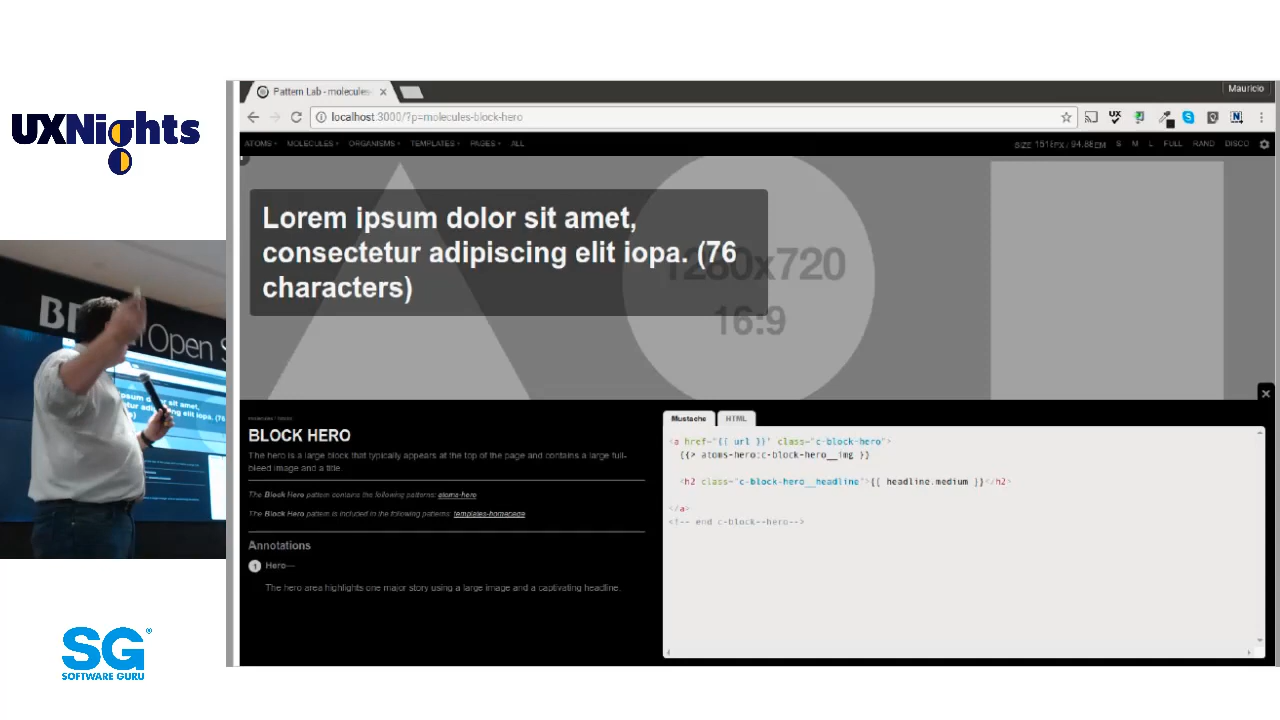 UXNights
Pattern Lab - molecules-
Mauricio
localhost:3000/?p=molecules-block-hero
ATOMS MOLECULES ORGANISMS TEMPLATES PAGES ALL
SIZE 1518PX / 94.88EM S M L FULL RAND DISCO
Lorem ipsum dolor sit amet,
consectetur adipiscing elit iopa. (76
characters)
1280x720
16:9
Open S
BLOCK HERO
The hero is a large block that typically appears at the top of the page and contains a large full-
bleed image and a title.
The Block Hero pattern contains the following patterns: atoms-hero
The Block Hero pattern is included in the following patterns: templates-homepage
Annotations
1 Hero—
The hero area highlights one major story using a large image and a captivating headline.
Mustache HTML
<a href="{{ url }}" class="c-block-hero">
{{> atoms-hero:c-block-hero__img }}
<h2 class="c-block-hero__headline">{{ headline.medium }}</h2>
</a>
<!-- end c-block--hero-->
SG
SOFTWARE GURU